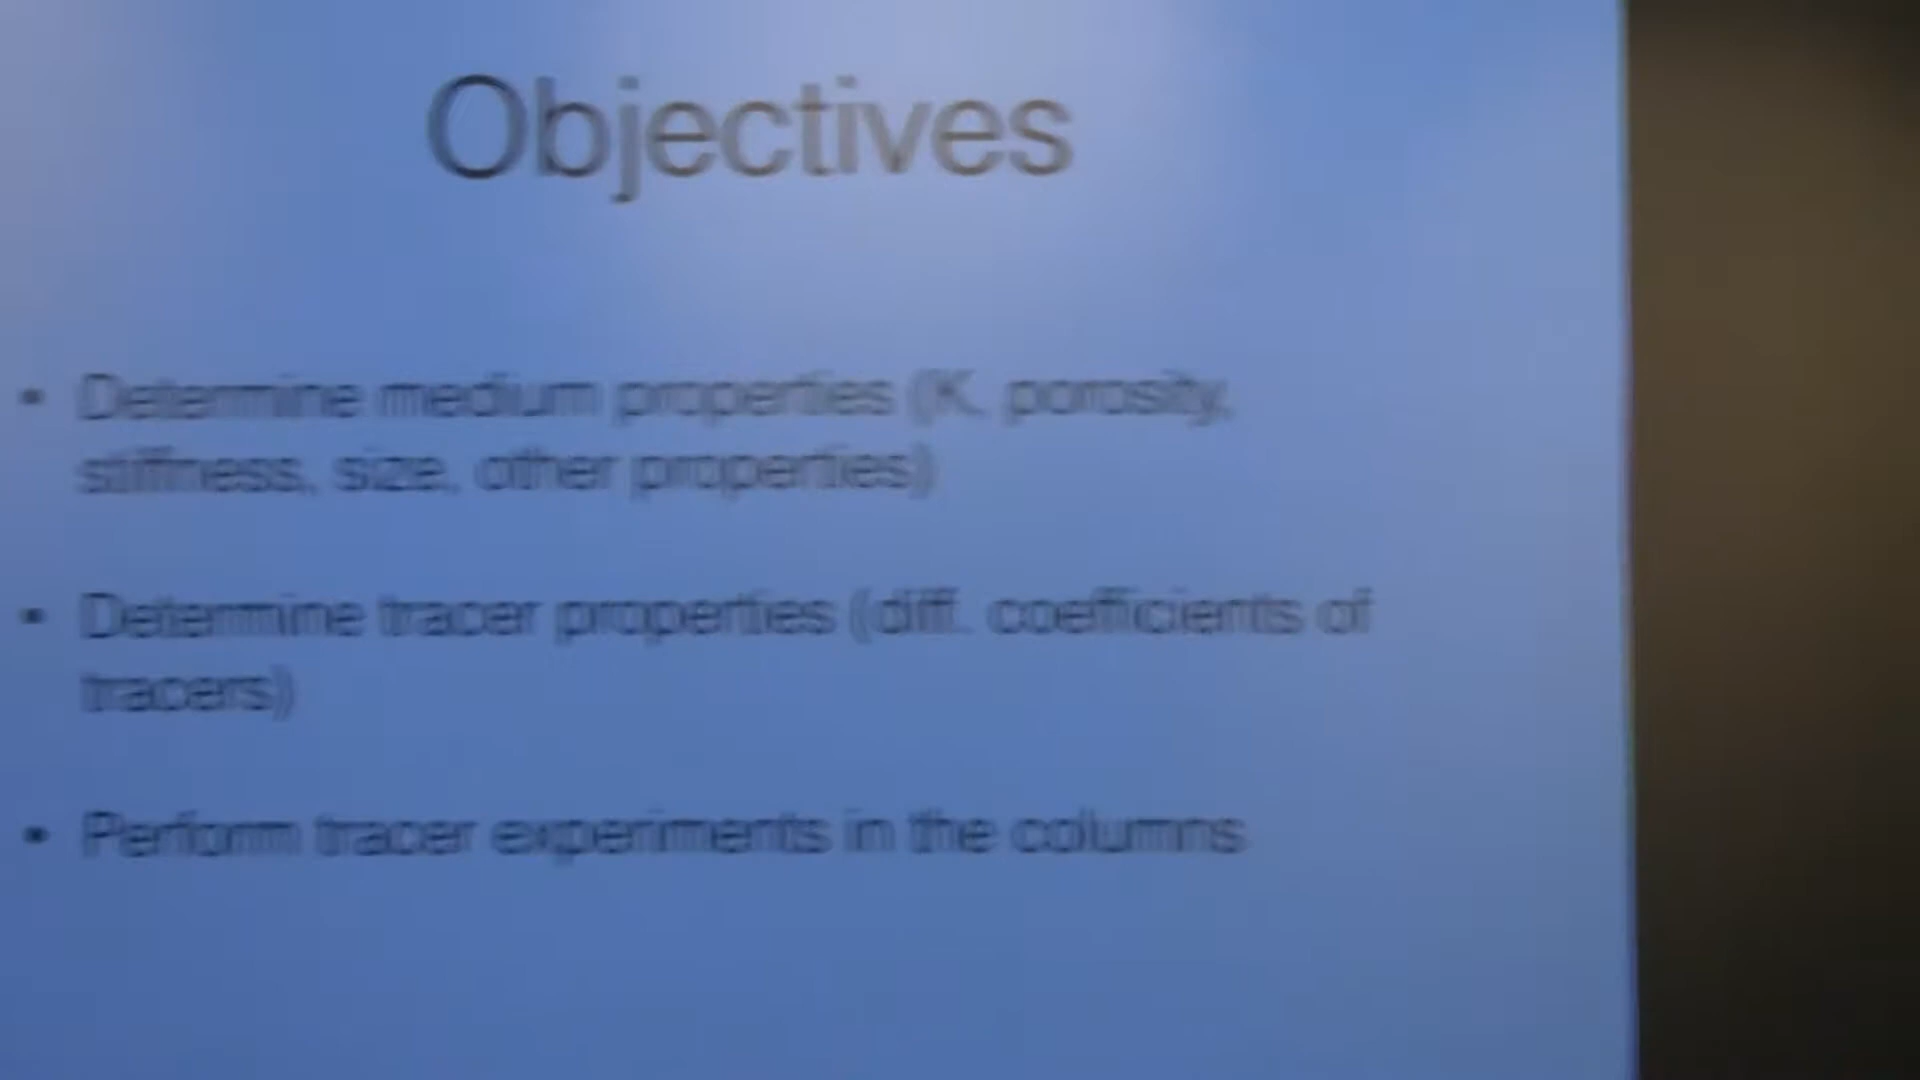 Objectives
• Determine medium properties (K, porosity,
stiffness, size, other properties)
• Determine tracer properties (diff. coefficients of
tracers)
• Perform tracer experiments in the columns